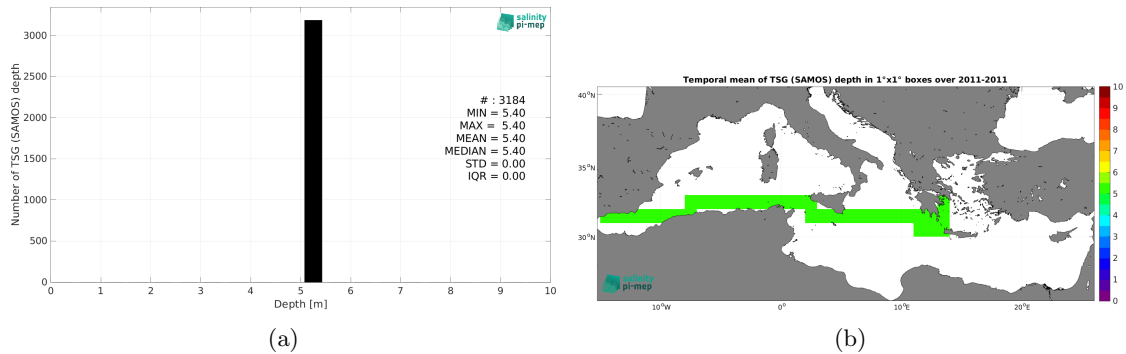 3000
2500
2000
1500
1000
500
0
Number of TSG (SAMOS) depth
salinity
pi-mep
# : 3184
MIN = 5.40
MAX = 5.40
MEAN = 5.40
MEDIAN = 5.40
STD = 0.00
IQR = 0.00
0 1 2 3 4 5 6 7 8 9 10
Depth [m]
(a)
Temporal mean of TSG (SAMOS) depth in 1°x1° boxes over 2011-2011
40°N
35°N
30°N
10°W 0° 10°E 20°E
salinity
pi-mep
10
9
8
7
6
5
4
3
2
1
0
(b)